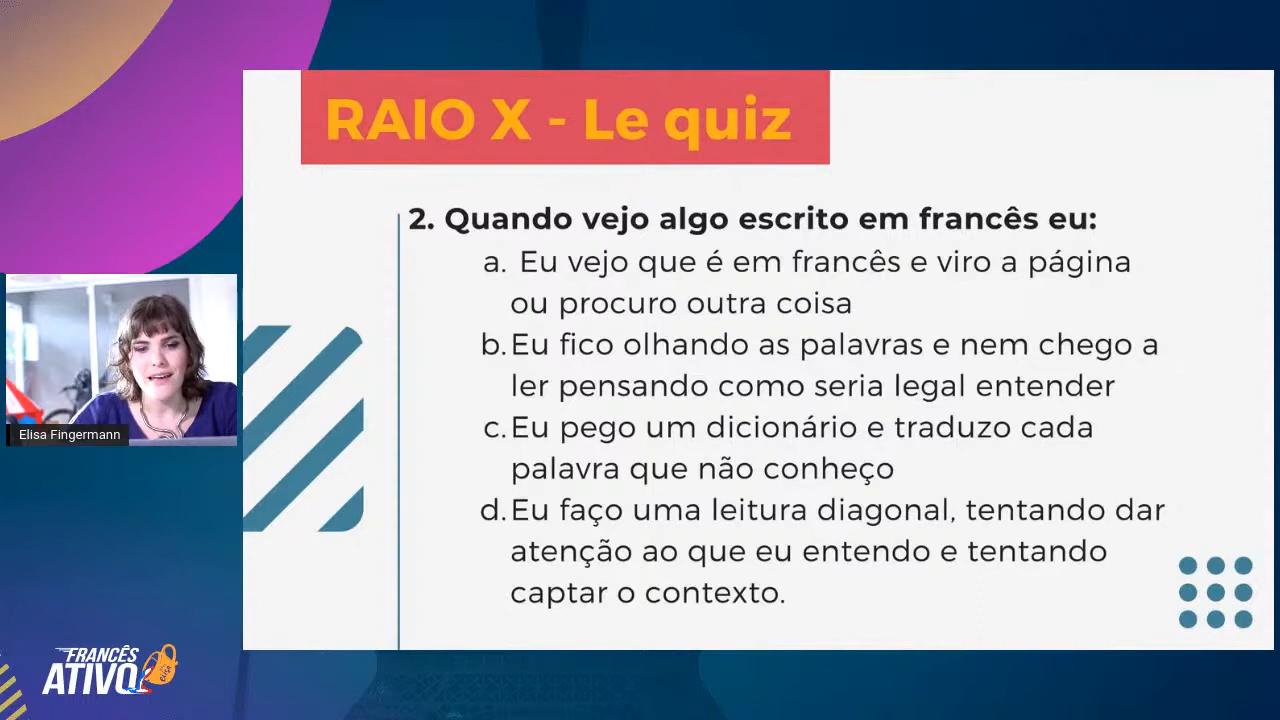 RAIO X - Le quiz
2. Quando vejo algo escrito em francês eu:
a. Eu vejo que é em francês e viro a página
ou procuro outra coisa
b. Eu fico olhando as palavras e nem chego a
ler pensando como seria legal entender
c. Eu pego um dicionário e traduzo cada
palavra que não conheço
d. Eu faço uma leitura diagonal, tentando dar
atenção ao que eu entendo e tentando
captar o contexto.
Elisa Fingermann
FRANCÊS
ATIVO